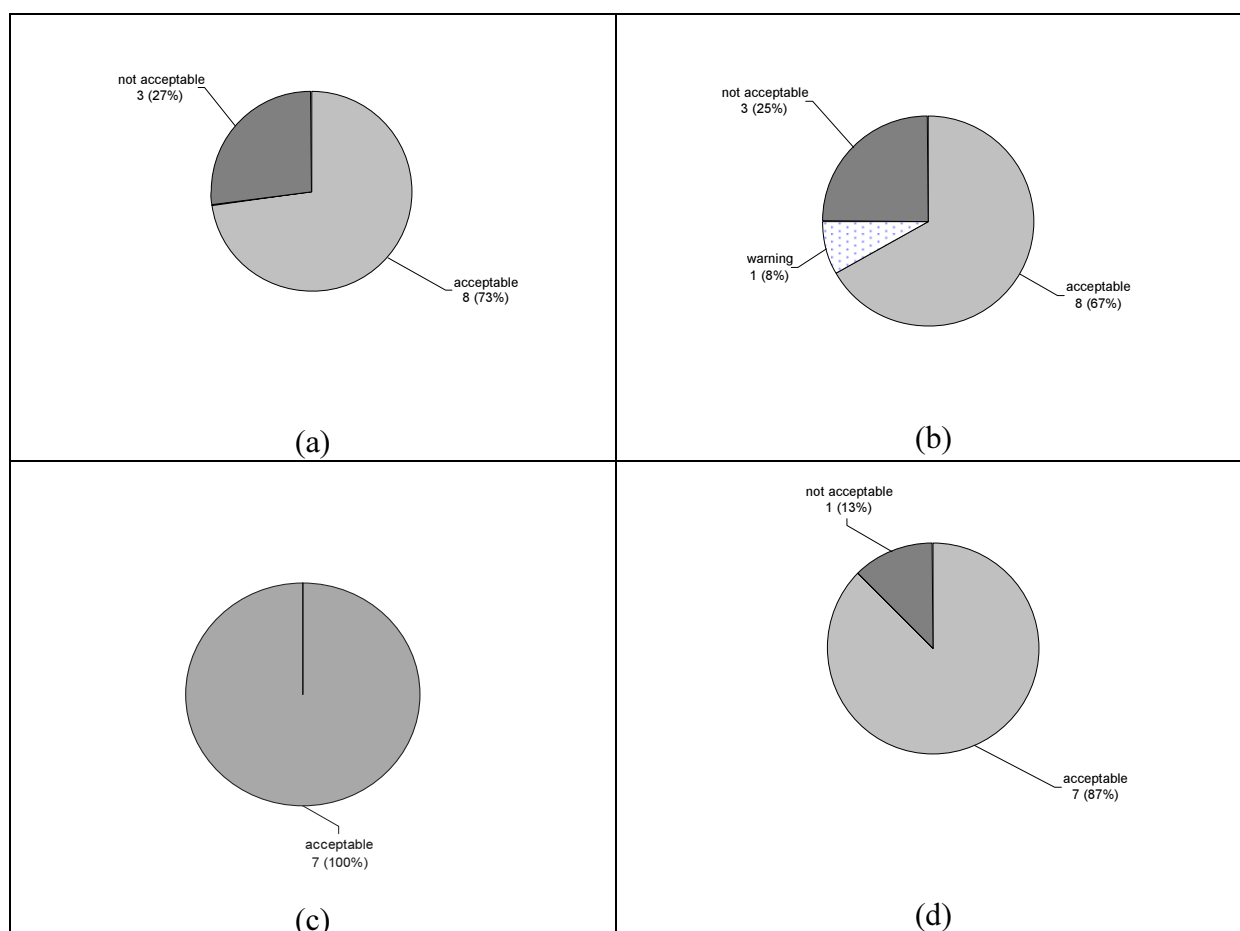 not acceptable
3 (27%)
acceptable
8 (73%)
(a)
not acceptable
3 (25%)
warning
1 (8%)
acceptable
8 (67%)
(b)
acceptable
7 (100%)
(c)
not acceptable
1 (13%)
acceptable
7 (87%)
(d)